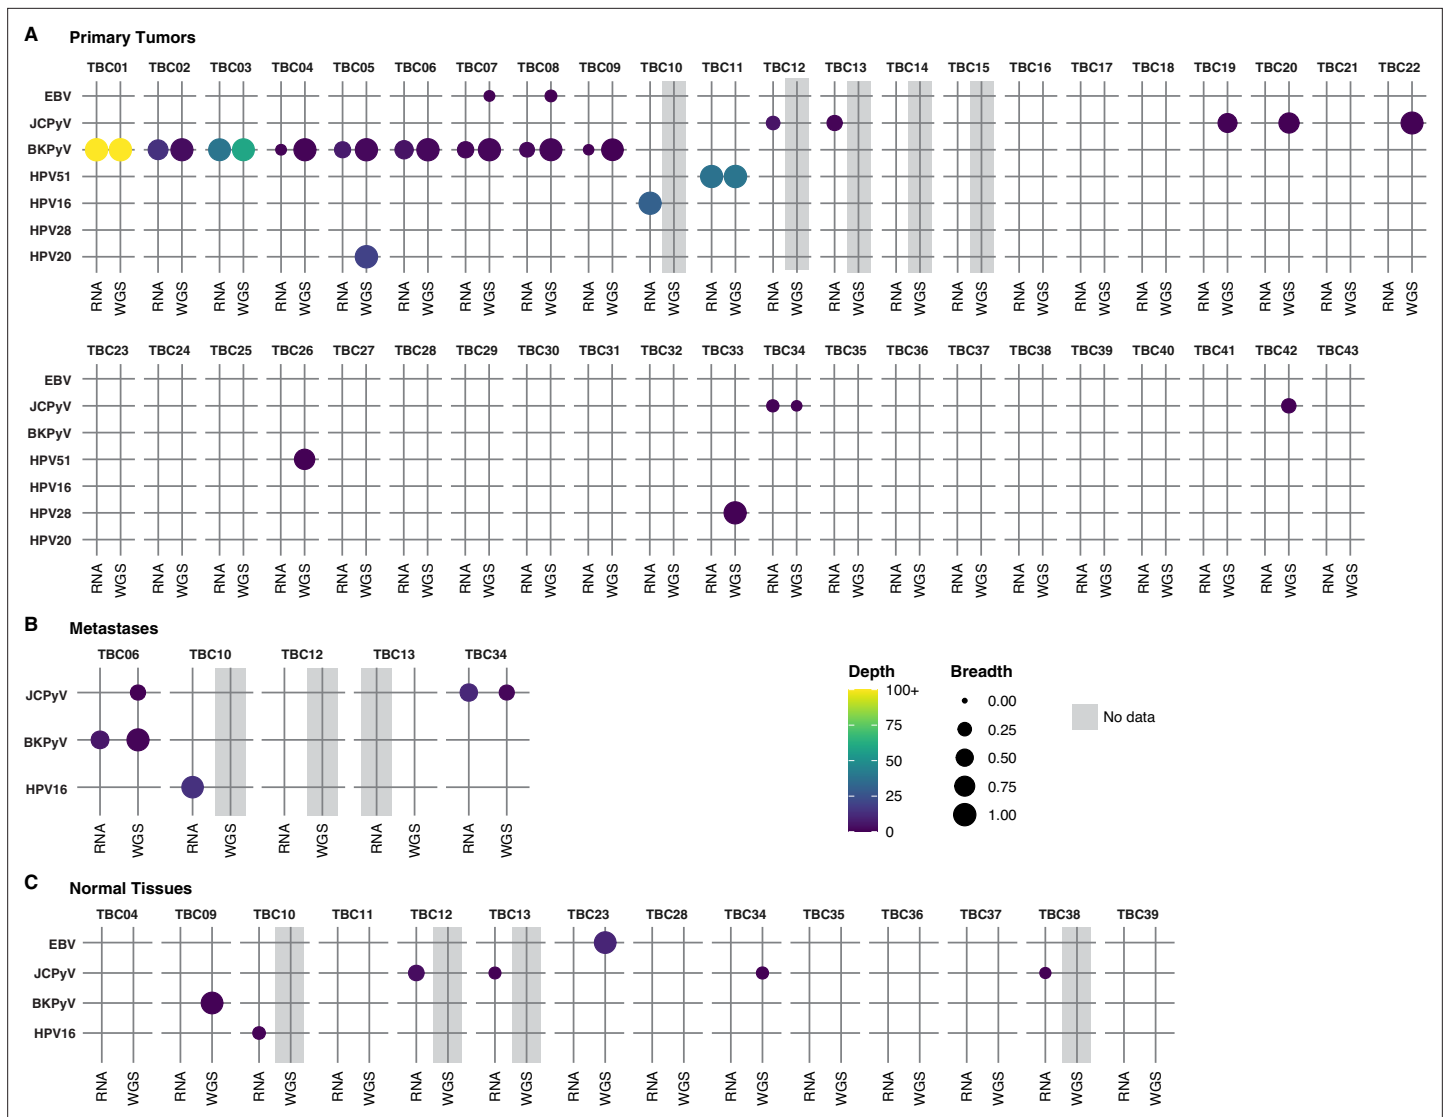 A Primary Tumors
TBC01 TBC02 TBC03 TBC04 TBC05 TBC06 TBC07 TBC08 TBC09 TBC10 TBC11 TBC12 TBC13 TBC14 TBC15 TBC16 TBC17 TBC18 TBC19 TBC20 TBC21 TBC22
EBV
JCPyV
BKPyV
HPV51
HPV16
HPV28
HPV20
RNA WGS RNA WGS RNA WGS RNA WGS RNA WGS RNA WGS RNA WGS RNA WGS RNA WGS RNA WGS RNA WGS RNA WGS RNA WGS RNA WGS RNA WGS RNA WGS RNA WGS RNA WGS RNA WGS RNA WGS RNA WGS RNA WGS
TBC23 TBC24 TBC25 TBC26 TBC27 TBC28 TBC29 TBC30 TBC31 TBC32 TBC33 TBC34 TBC35 TBC36 TBC37 TBC38 TBC39 TBC40 TBC41 TBC42 TBC43
EBV
JCPyV
BKPyV
HPV51
HPV16
HPV28
HPV20
RNA WGS RNA WGS RNA WGS RNA WGS RNA WGS RNA WGS RNA WGS RNA WGS RNA WGS RNA WGS RNA WGS RNA WGS RNA WGS RNA WGS RNA WGS RNA WGS RNA WGS RNA WGS RNA WGS RNA WGS RNA WGS
B Metastases
TBC06 TBC10 TBC12 TBC13 TBC34
JCPyV
BKPyV
HPV16
RNA WGS RNA WGS RNA WGS RNA WGS RNA WGS
Depth
100+
75
50
25
0
Breadth
0.00
0.25
0.50
0.75
1.00
No data
C Normal Tissues
TBC04 TBC09 TBC10 TBC11 TBC12 TBC13 TBC23 TBC28 TBC34 TBC35 TBC36 TBC37 TBC38 TBC39
EBV
JCPyV
BKPyV
HPV16
RNA WGS RNA WGS RNA WGS RNA WGS RNA WGS RNA WGS RNA WGS RNA WGS RNA WGS RNA WGS RNA WGS RNA WGS RNA WGS RNA WGS